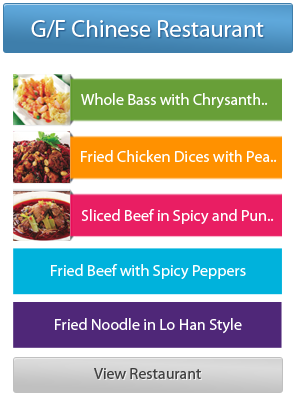 G/F Chinese Restaurant
Whole Bass with Chrysanth..
Fried Chicken Dices with Pea..
Sliced Beef in Spicy and Pun..
Fried Beef with Spicy Peppers
Fried Noodle in Lo Han Style
View Restaurant